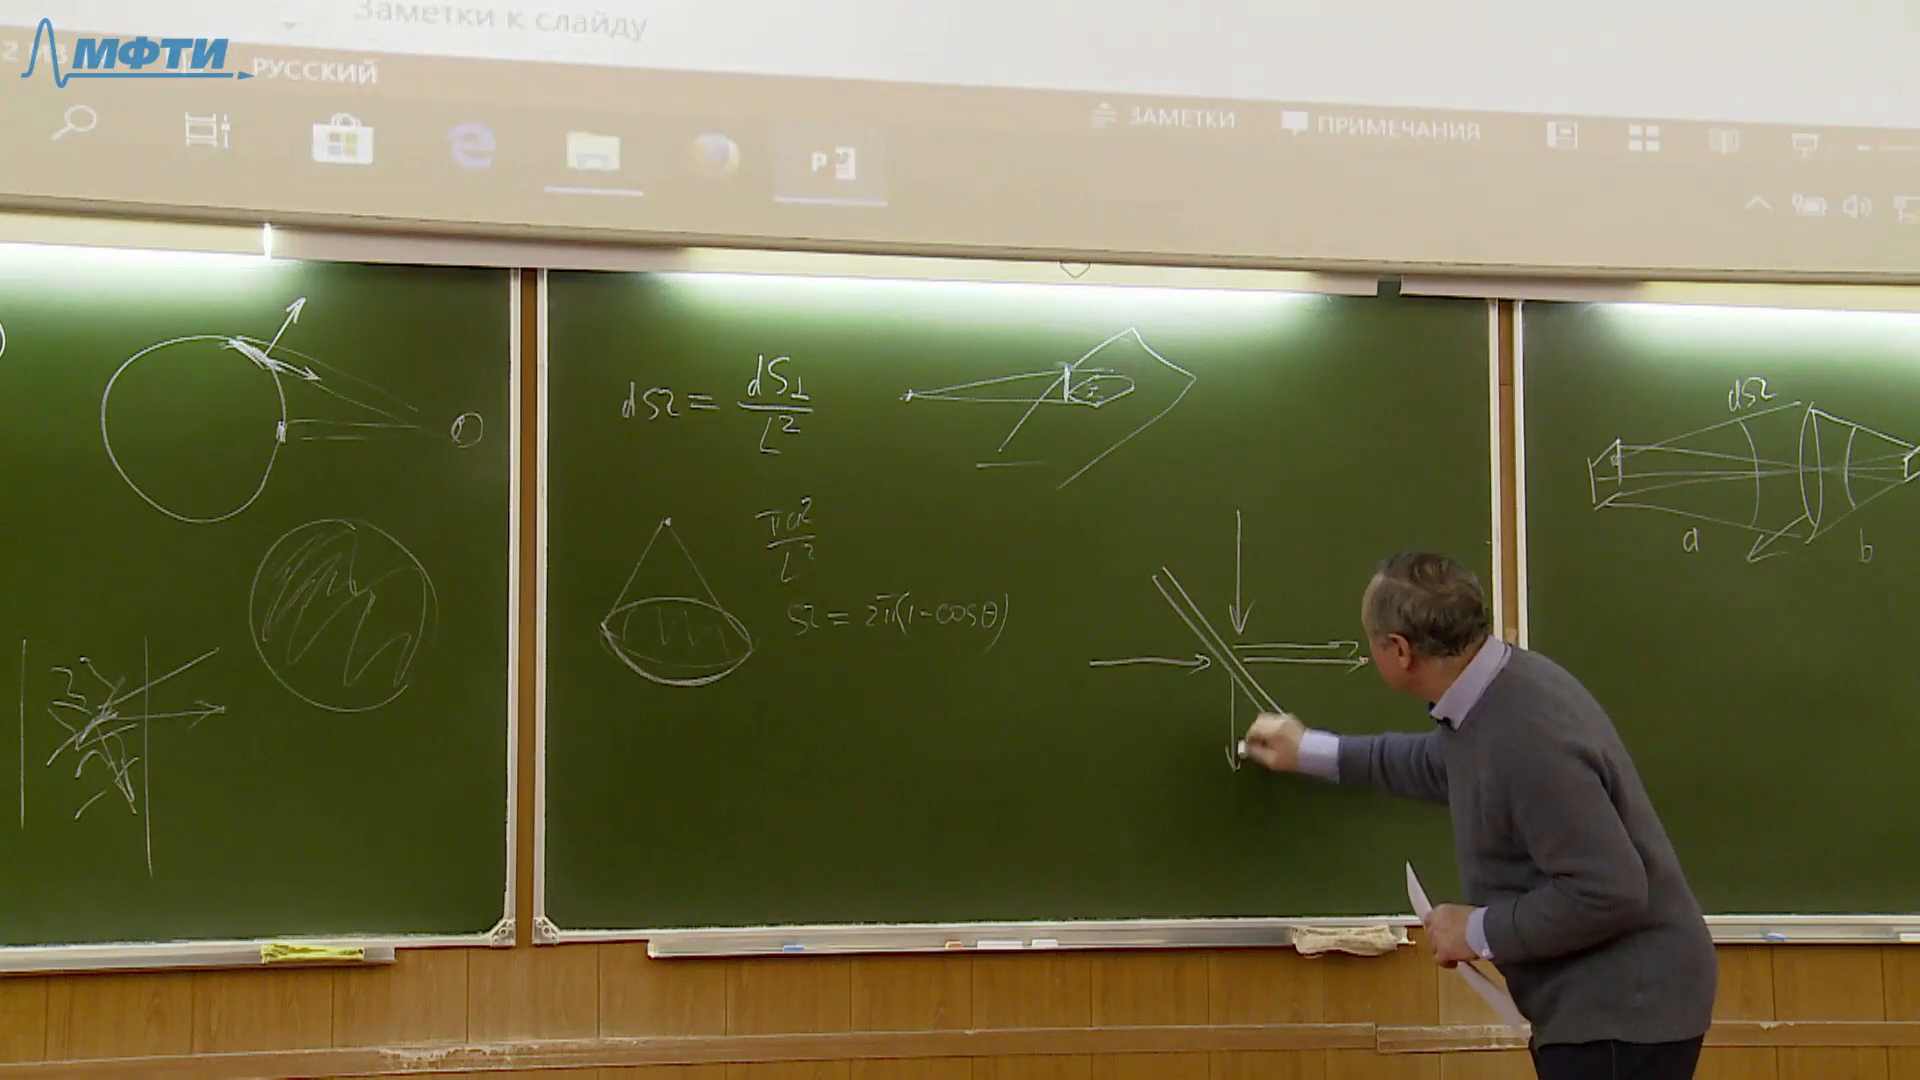 Заметки к слайду
МФТИ
РУССКИЙ
ЗАМЕТКИ
ПРИМЕЧАНИЯ
P
dΩ = dS⊥ / L²
πa² / L²
Ω = 2π(1 - cosθ)
dΩ
a
b